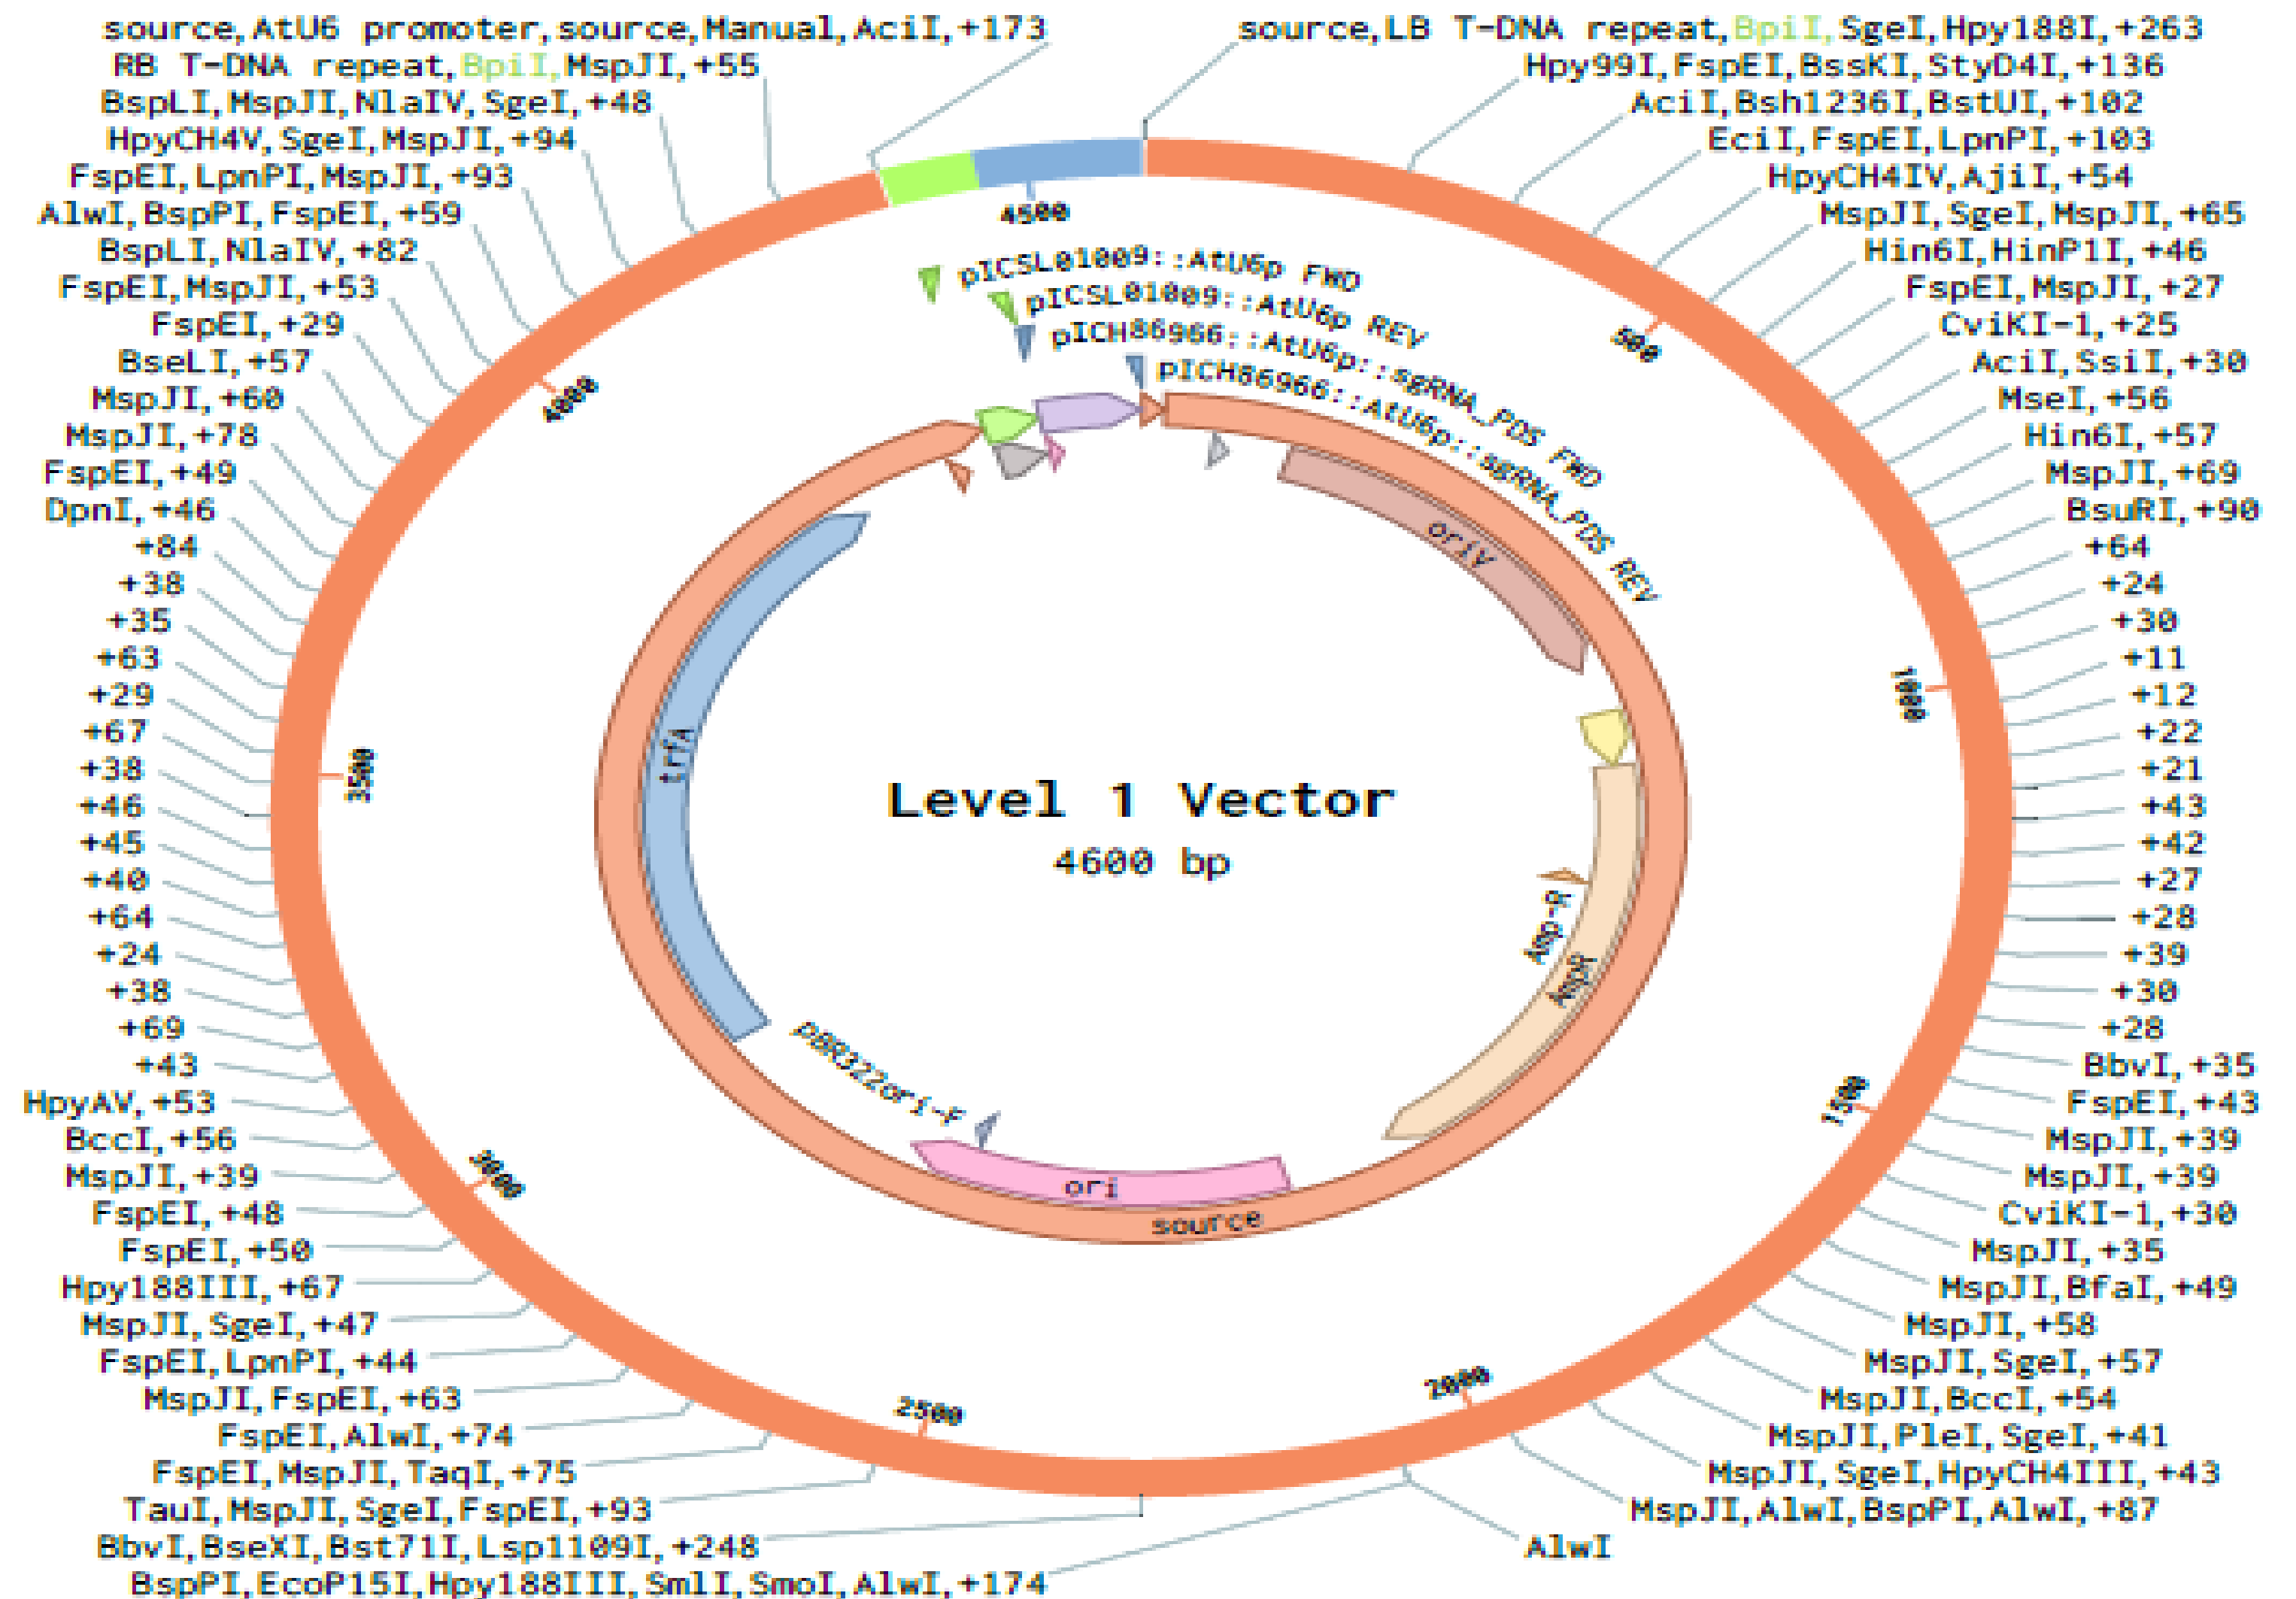 source,AtU6 promoter,source,Manual,AciI,+173
RB T-DNA repeat,BpiI,MspJI,+55
BspLI,MspJI,NlaIV,SgeI,+48
HpyCH4V,SgeI,MspJI,+94
FspEI,LpnPI,MspJI,+93
AlwI,BspPI,FspEI,+59
BspLI,NlaIV,+82
FspEI,MspJI,+53
FspEI,+29
BseLI,+57
MspJI,+60
MspJI,+78
FspEI,+49
DpnI,+46
+84
+38
+35
+63
+29
+67
+38
+46
+45
+40
+64
+24
+38
+69
+43
HpyAV,+53
BccI,+56
MspJI,+39
FspEI,+48
FspEI,+50
Hpy188III,+67
MspJI,SgeI,+47
FspEI,LpnPI,+44
MspJI,FspEI,+63
FspEI,AlwI,+74
FspEI,MspJI,TaqI,+75
TauI,MspJI,SgeI,FspEI,+93
BbvI,BseXI,Bst71I,Lsp1109I,+248
BspPI,EcoP15I,Hpy188III,SmlI,SmoI,AlwI,+174
source,LB T-DNA repeat,BpiI,SgeI,Hpy188I,+263
Hpy99I,FspEI,BssKI,StyD4I,+136
AciI,Bsh1236I,BstUI,+102
EciI,FspEI,LpnPI,+103
HpyCH4IV,AjiI,+54
MspJI,SgeI,MspJI,+65
Hin6I,HinP1I,+46
FspEI,MspJI,+27
CviKI-1,+25
AciI,SsiI,+30
MseI,+56
Hin6I,+57
MspJI,+69
BsuRI,+90
+64
+24
+30
+11
+12
+22
+21
+43
+42
+27
+28
+39
+30
+28
BbvI,+35
FspEI,+43
MspJI,+39
MspJI,+39
CviKI-1,+30
MspJI,+35
MspJI,BfaI,+49
MspJI,+58
MspJI,SgeI,+57
MspJI,BccI,+54
MspJI,PleI,SgeI,+41
MspJI,SgeI,HpyCH4III,+43
MspJI,AlwI,BspPI,AlwI,+87
AlwI
4500
500
1000
1500
2000
2500
3000
3500
4000
pICSL01009::AtU6p FWD
pICSL01009::AtU6p REV
pICH86966::AtU6p::sgRNA_PDS FWD
pICH86966::AtU6p::sgRNA_PDS REV
oriV
trfA
Level 1 Vector
4600 bp
Amp-R
AmpR
pBR322ori-F
ori
source